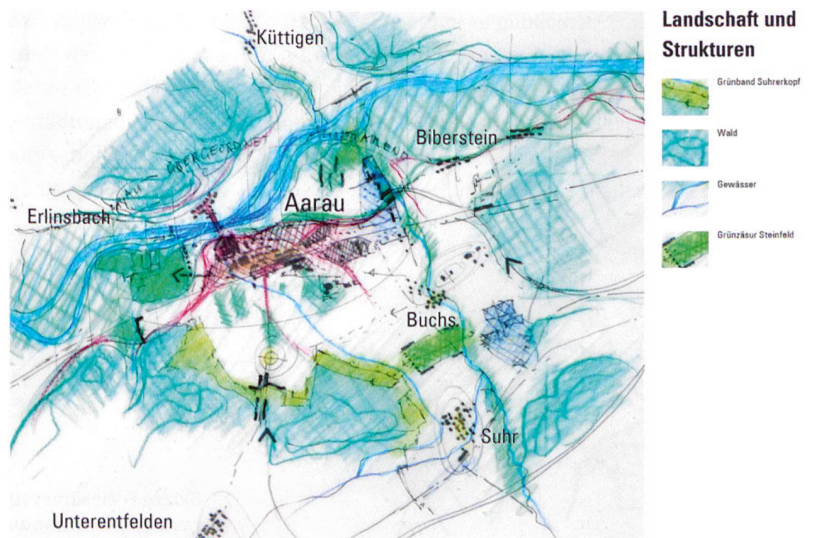 Landschaft und
Strukturen
Grünband Suhrerkopf
Wald
Gewässer
Grünzäsur Steinfeld
Küttigen
Biberstein
Aarau
Erlinsbach
Buchs
Suhr
Unterentfelden